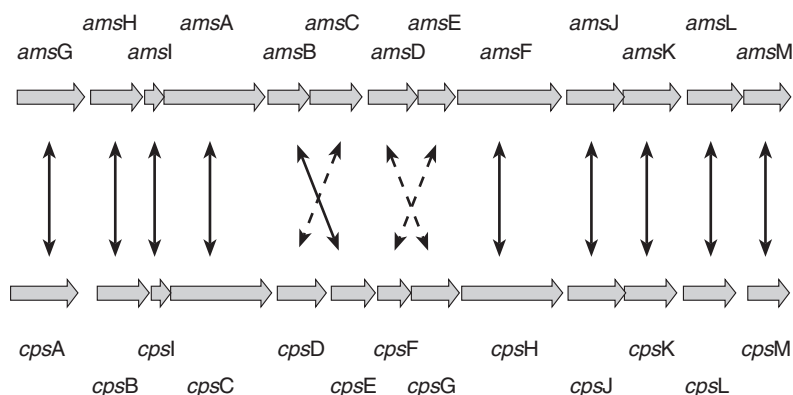 amsH amsA amsC amsE amsJ amsL
amsG amsI amsB amsD amsF amsK amsM
cpsA cpsI cpsD cpsF cpsH cpsK cpsM
cpsB cpsC cpsE cpsG cpsJ cpsL